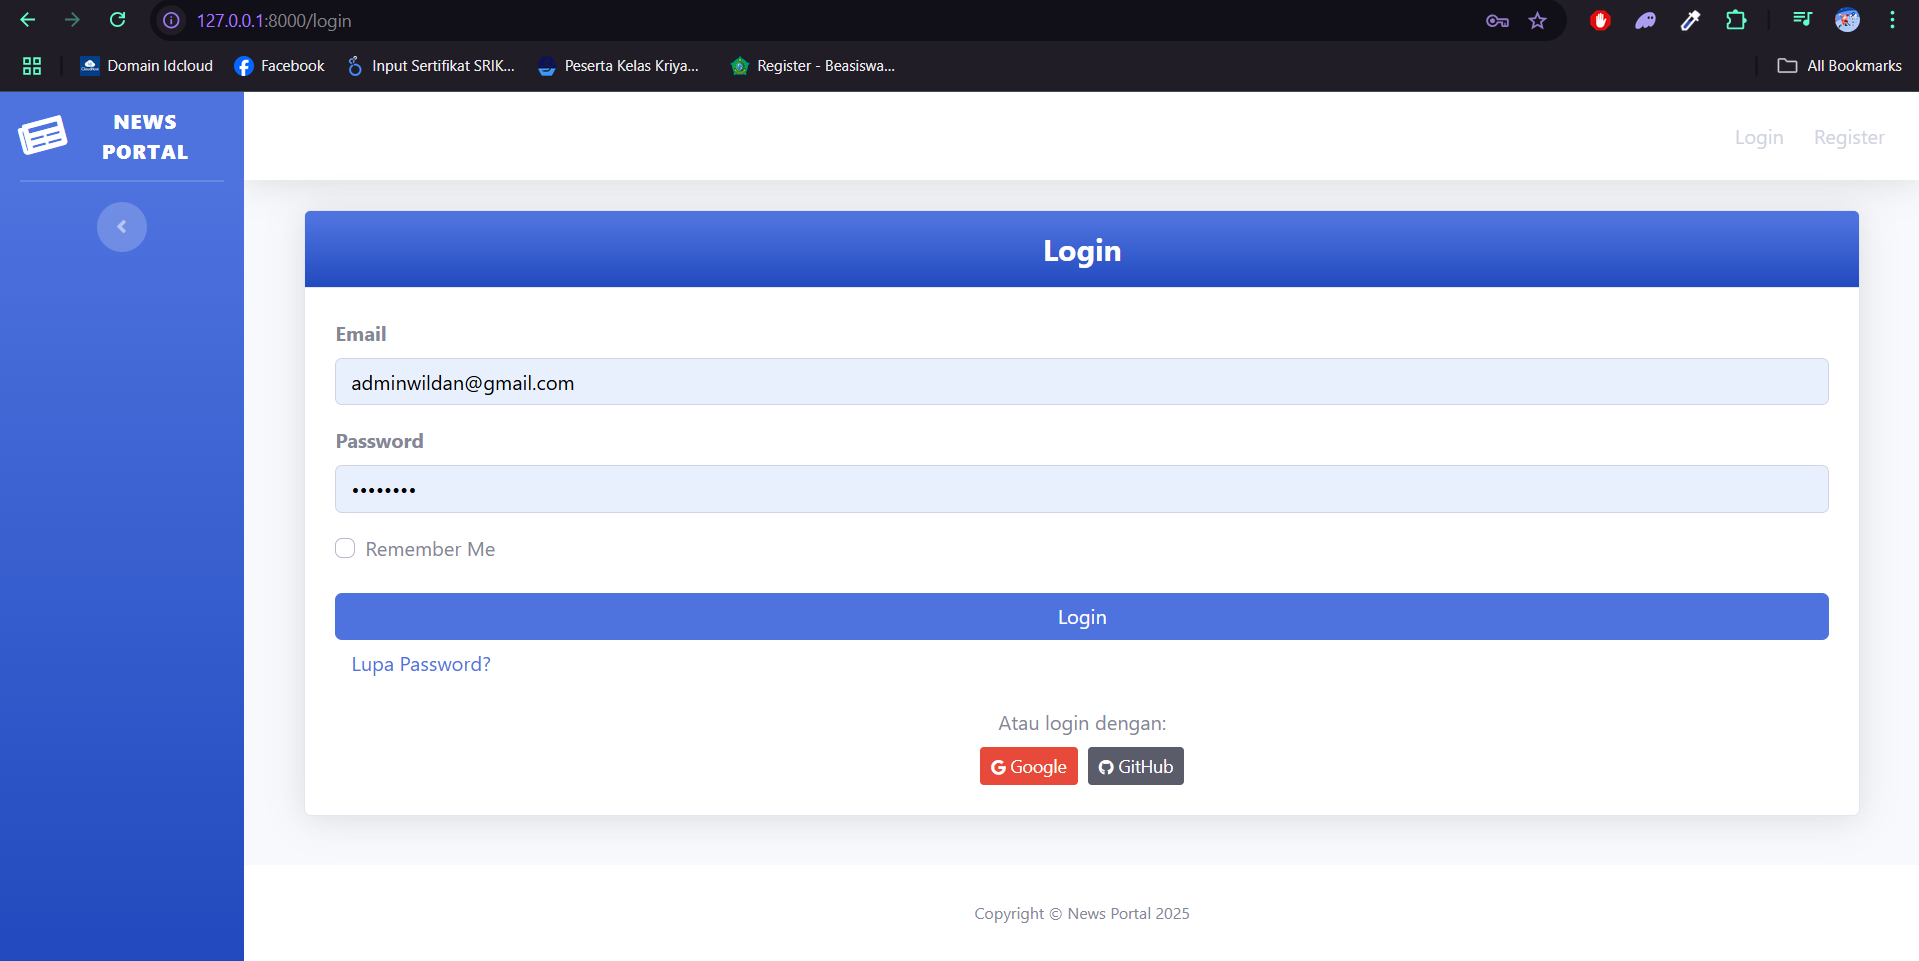 127.0.0.1:8000/login
Domain Idcloud
Facebook
Input Sertifikat SRIK...
Peserta Kelas Kriya...
Register - Beasiswa...
All Bookmarks
NEWS
PORTAL
Login
Register
Login
Email
adminwildan@gmail.com
Password
••••••••
Remember Me
Login
Lupa Password?
Atau login dengan:
G Google
GitHub
Copyright © News Portal 2025